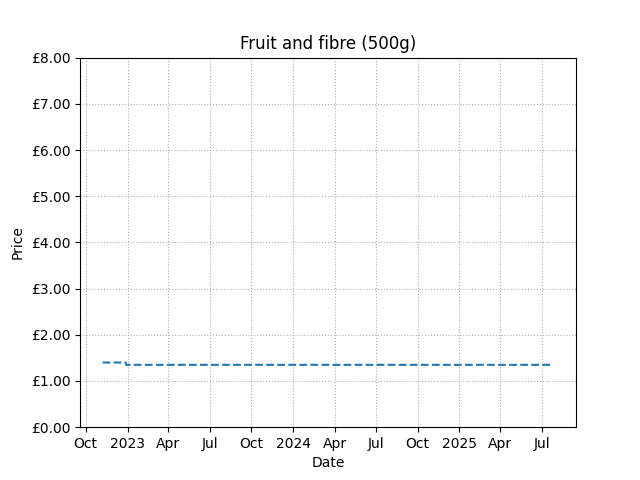 Fruit and fibre (500g)
£8.00
£7.00
£6.00
£5.00
£4.00
£3.00
£2.00
£1.00
£0.00
Price
Oct 2023 Apr Jul Oct 2024 Apr Jul Oct 2025 Apr Jul
Date